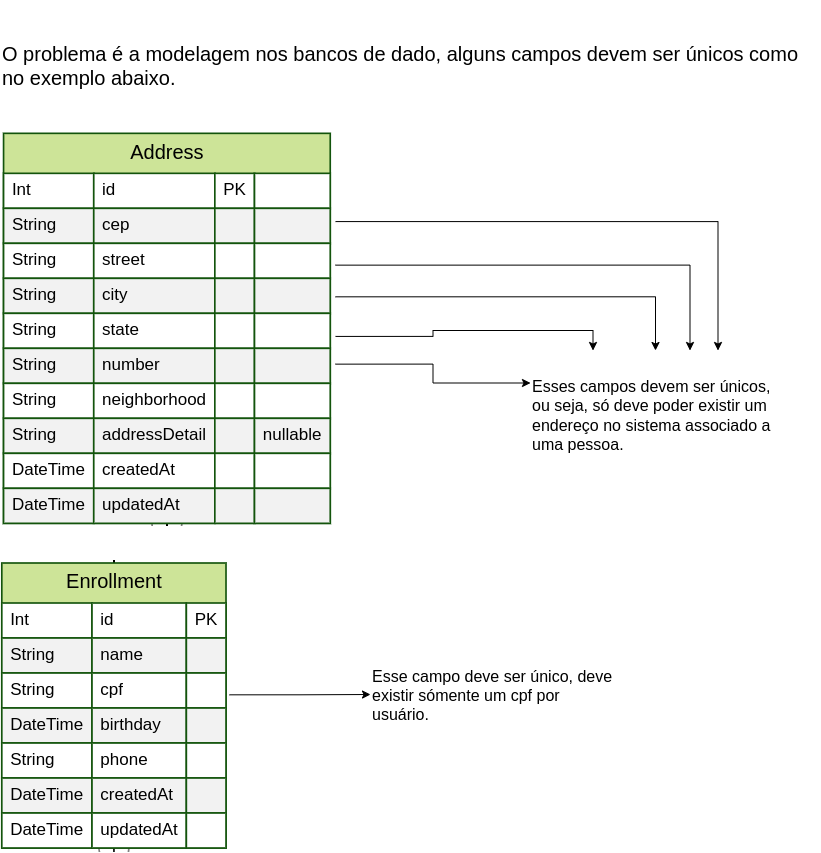 O problema é a modelagem nos bancos de dado, alguns campos devem ser únicos como
no exemplo abaixo.
Address
Int id PK
String cep
String street
String city
String state
String number
String neighborhood
String addressDetail nullable
DateTime createdAt
DateTime updatedAt
Esses campos devem ser únicos,
ou seja, só deve poder existir um
endereço no sistema associado a
uma pessoa.
Enrollment
Int id PK
String name
String cpf
DateTime birthday
String phone
DateTime createdAt
DateTime updatedAt
Esse campo deve ser único, deve
existir sómente um cpf por
usuário.